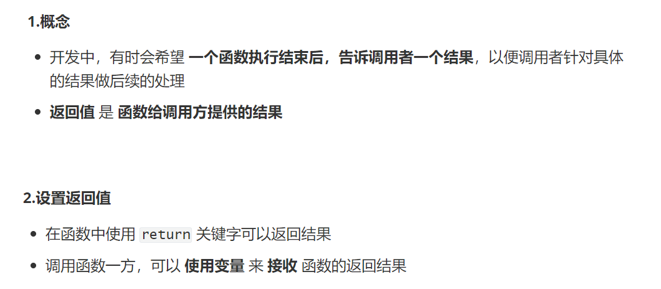 1.概念
开发中，有时会希望 一个函数执行结束后，告诉调用者一个结果，以便调用者针对具体
的结果做后续的处理
返回值 是 函数给调用方提供的结果
2.设置返回值
在函数中使用 return 关键字可以返回结果
调用函数一方，可以 使用变量 来 接收 函数的返回结果